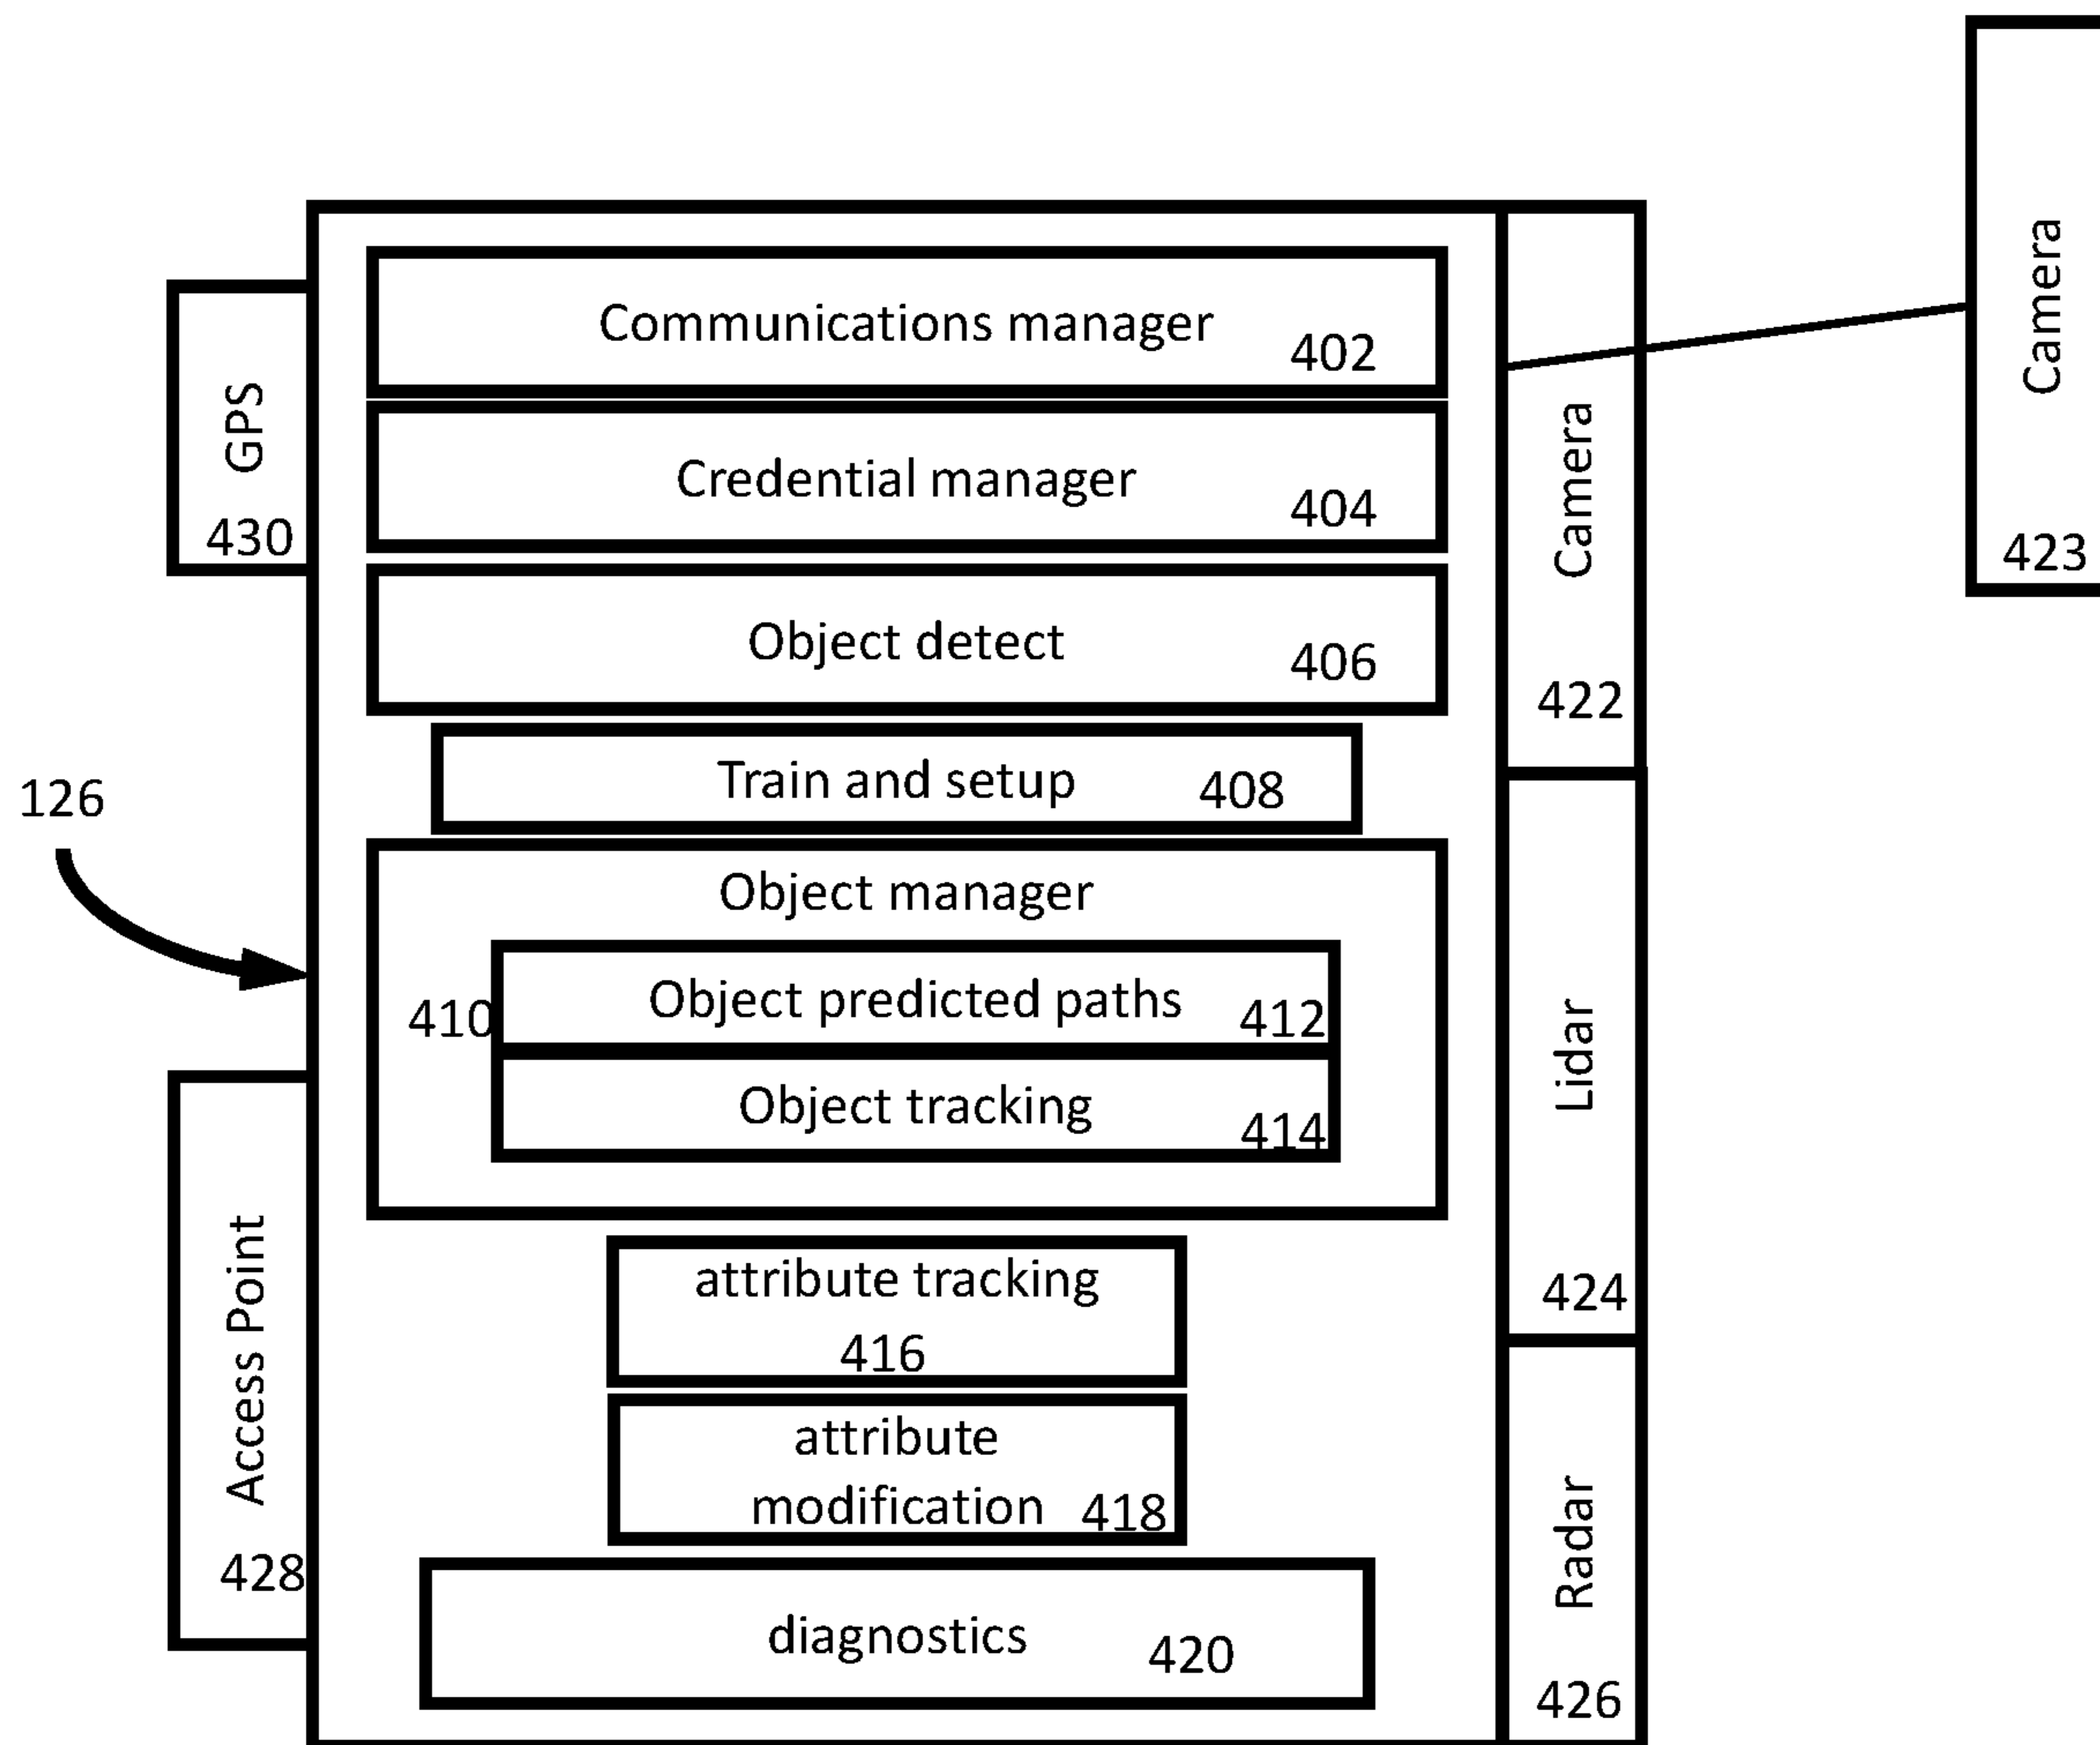 Communications manager
402
Credential manager
404
Object detect
406
Train and setup
408
Object manager
410
Object predicted paths
412
Object tracking
414
attribute tracking
416
attribute
modification
418
diagnostics
420
GPS
430
126
Access Point
428
Camera
422
Camera
423
Lidar
424
Radar
426